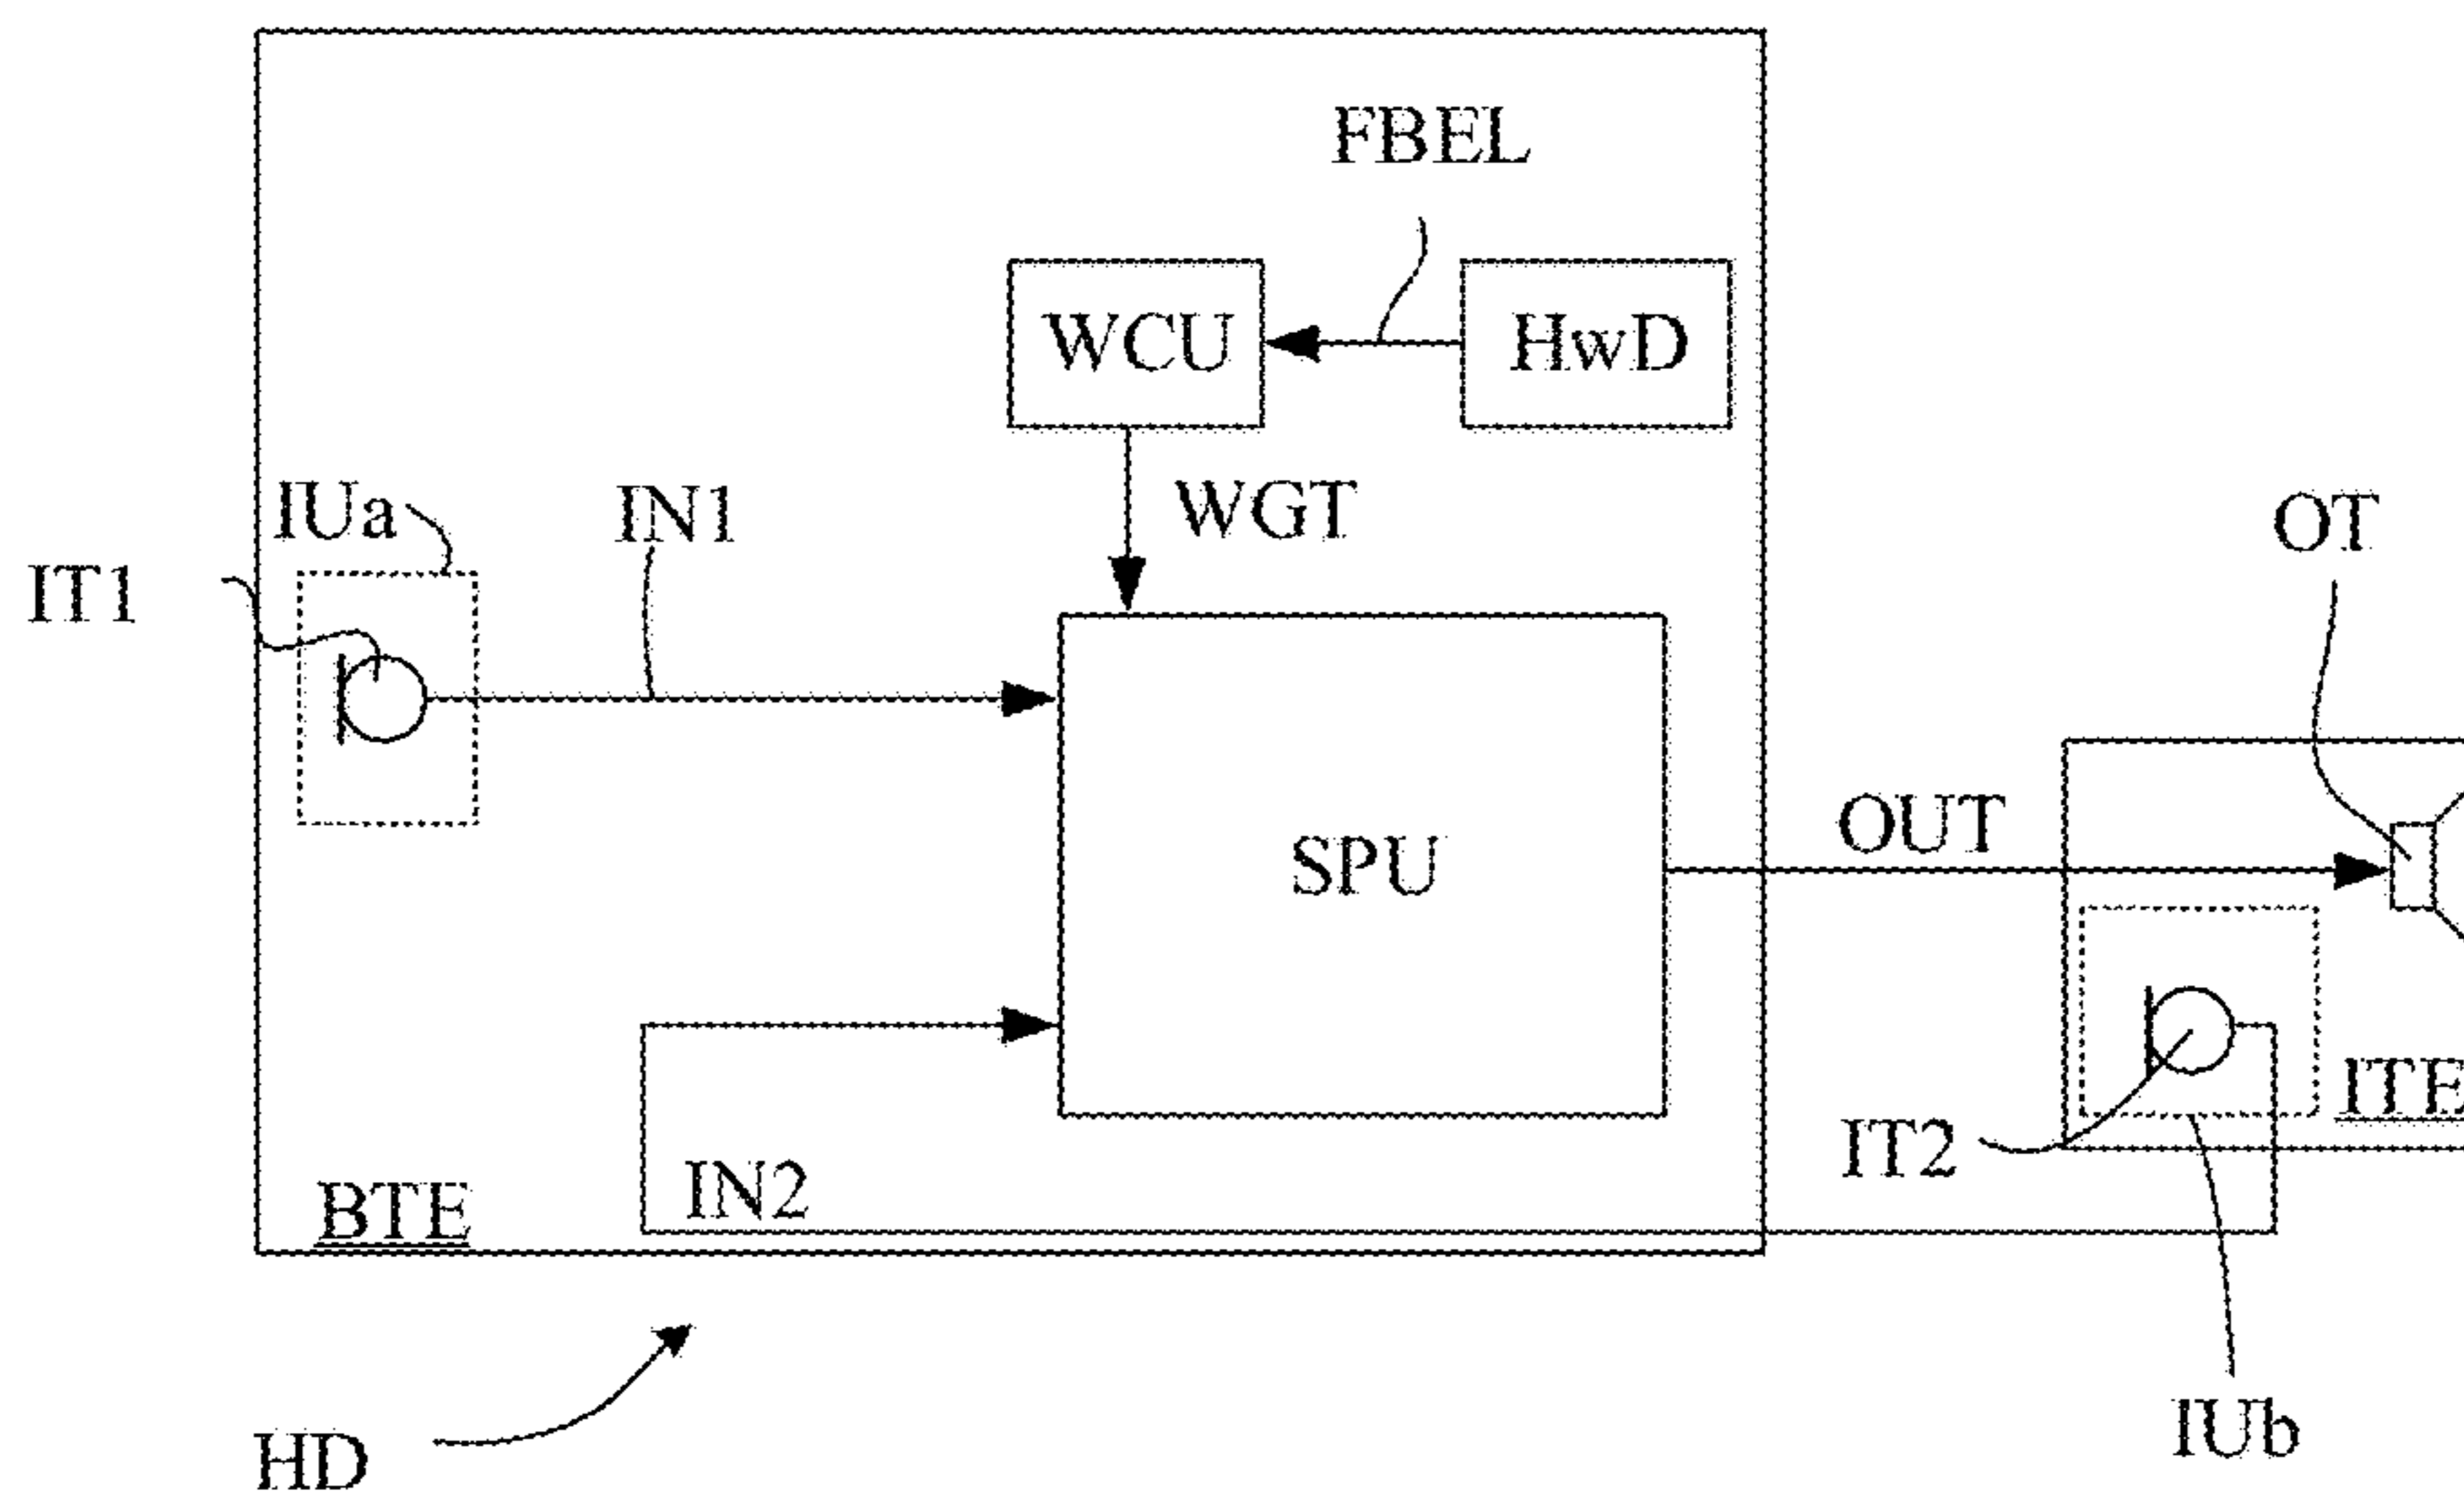 FBEL
WCU
HwD
IUa
IN1
WGT
OT
IT1
OUT
SPU
ITE
IT2
IN2
BTE
IUb
HD